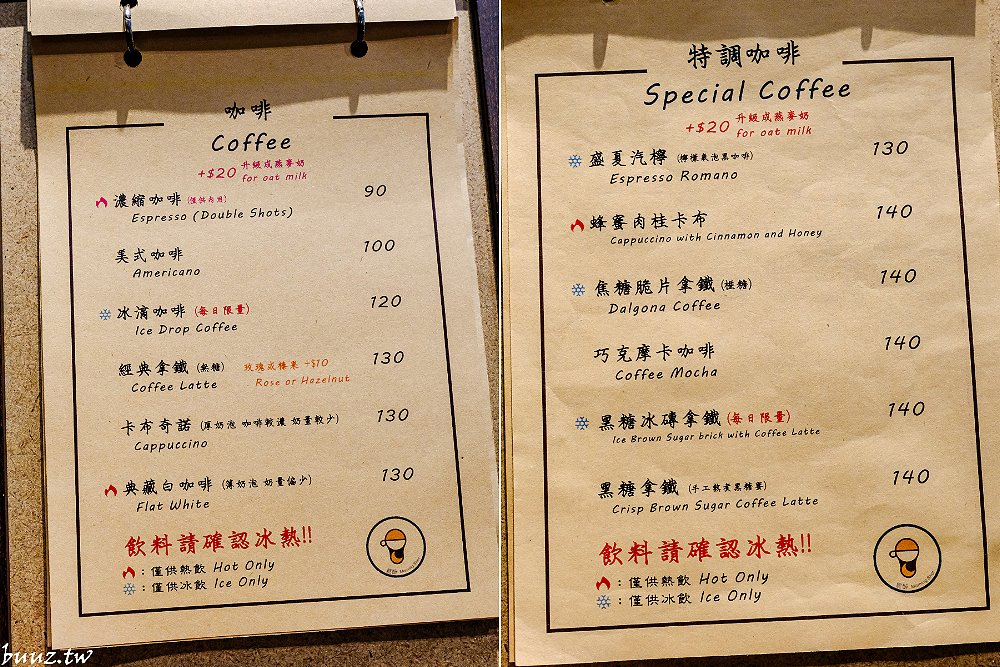 咖啡
Coffee
+$20 升級成燕麥奶
for oat milk
濃縮咖啡 (僅供內用) 90
Espresso (Double Shots)
美式咖啡 100
Americano
冰滴咖啡 (每日限量) 120
Ice Drop Coffee
經典拿鐵 (無糖) 玫瑰或榛果 +$10 130
Coffee Latte Rose or Hazelnut
卡布奇諾 (厚奶泡 咖啡較濃 奶量較少) 130
Cappuccino
典藏白咖啡 (薄奶泡 奶量偏少) 130
Flat White
飲料請確認冰熱!!
：僅供熱飲 Hot Only
：僅供冰飲 Ice Only
buuz.tw
特調咖啡
Special Coffee
+$20 升級成燕麥奶
for oat milk
盛夏汽檸 (檸檬氣泡黑咖啡) 130
Espresso Romano
蜂蜜肉桂卡布 140
Cappuccino with Cinnamon and Honey
焦糖脆片拿鐵 (椪糖) 140
Dalgona Coffee
巧克摩卡咖啡 140
Coffee Mocha
黑糖冰磚拿鐵 (每日限量) 140
Ice Brown Sugar brick with Coffee Latte
黑糖拿鐵 (手工熬煮黑糖蜜) 140
Crisp Brown Sugar Coffee Latte
飲料請確認冰熱!!
：僅供熱飲 Hot Only
：僅供冰飲 Ice Only